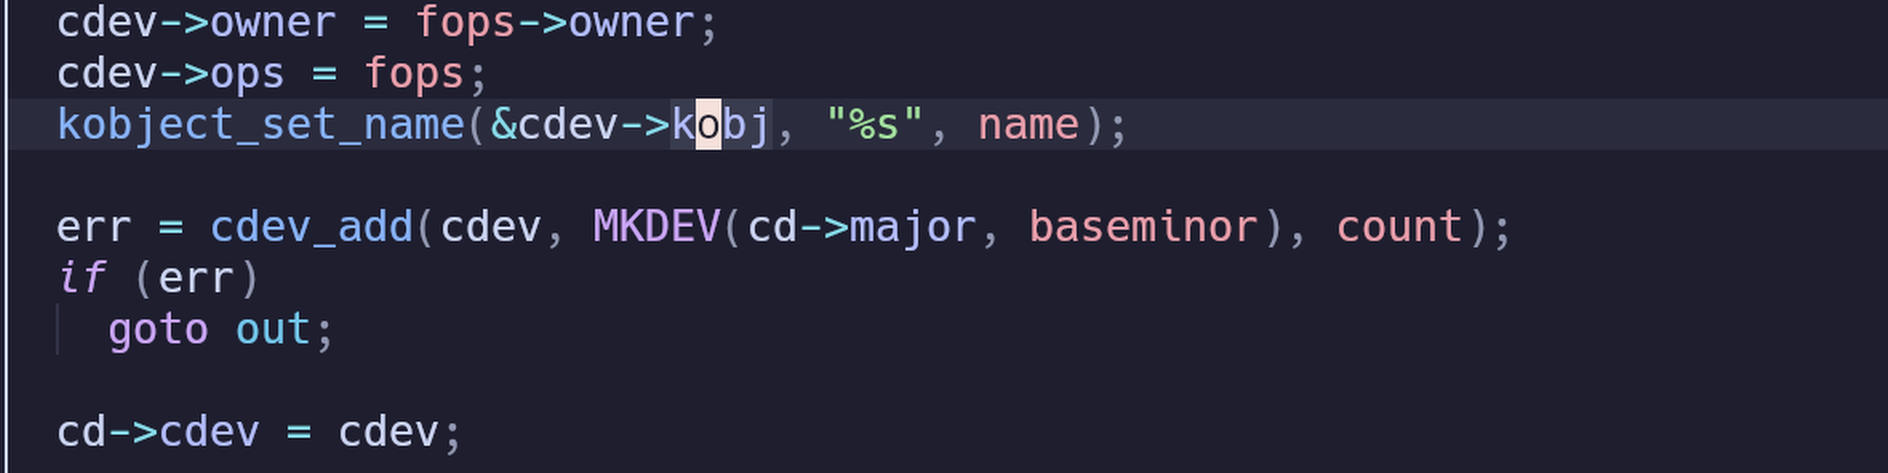 cdev->owner = fops->owner;
cdev->ops = fops;
kobject_set_name(&cdev->kobj, "%s", name);
err = cdev_add(cdev, MKDEV(cd->major, baseminor), count);
if (err)
goto out;
cd->cdev = cdev;